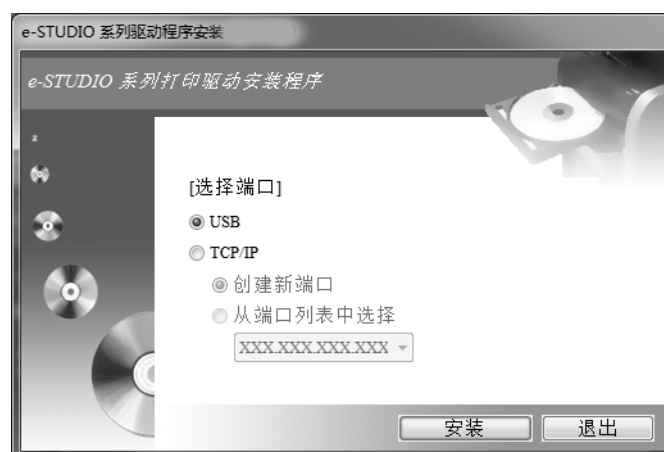 e-STUDIO 系列驱动程序安装
e-STUDIO 系列打印驱动安装程序
[选择端口]
USB
TCP/IP
创建新端口
从端口列表中选择
XXX.XXX.XXX.XXX
安装
退出